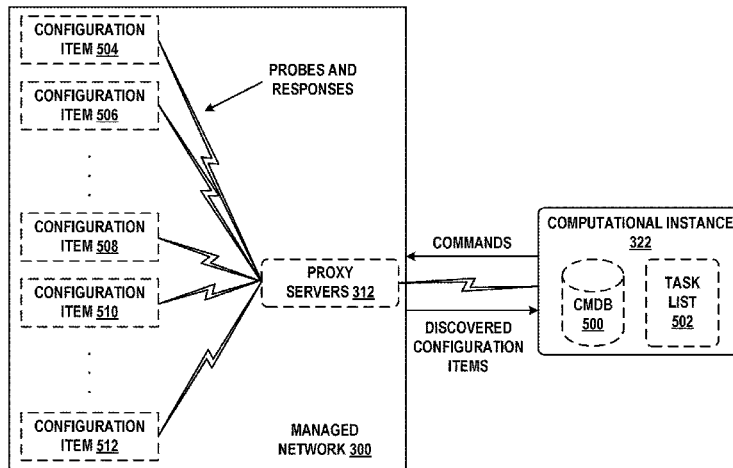 CONFIGURATION
ITEM 504
CONFIGURATION
ITEM 506
CONFIGURATION
ITEM 508
CONFIGURATION
ITEM 510
CONFIGURATION
ITEM 512
PROBES AND
RESPONSES
PROXY
SERVERS 312
MANAGED
NETWORK 300
COMMANDS
DISCOVERED
CONFIGURATION
ITEMS
COMPUTATIONAL INSTANCE
322
CMDB
500
TASK
LIST
502